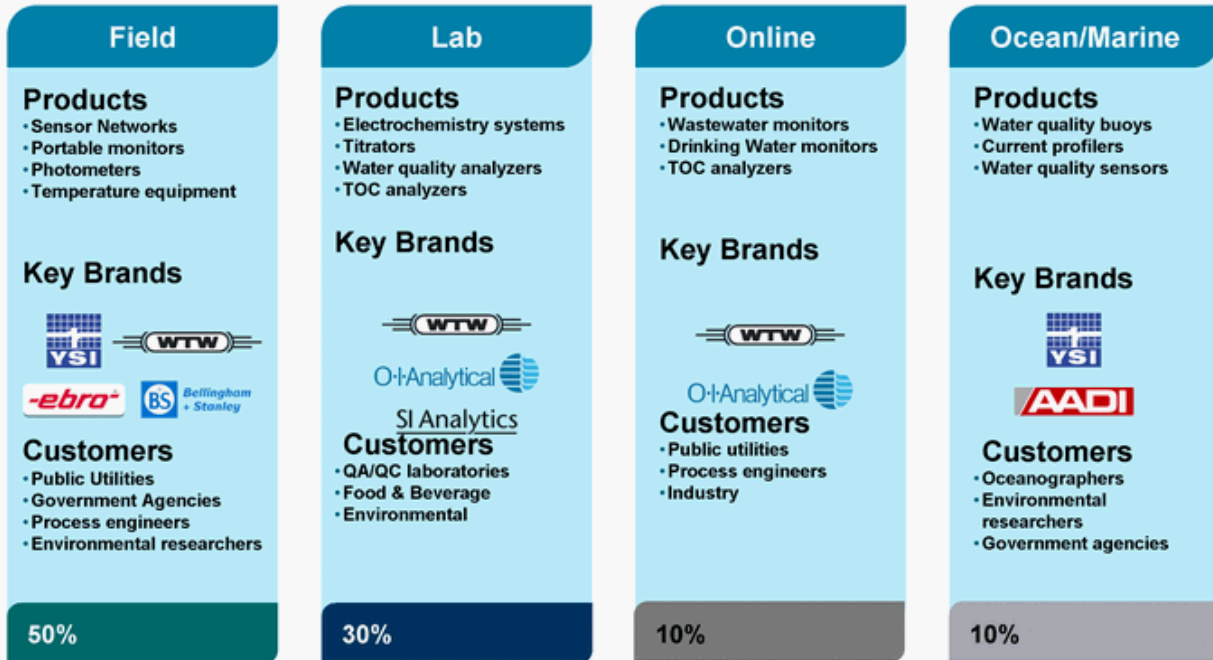 Field
Products
·Sensor Networks
·Portable monitors
·Photometers
·Temperature equipment
Key Brands
YSI
WTW
-ebro
BS Bellingham
+ Stanley
Customers
·Public Utilities
·Government Agencies
·Process engineers
·Environmental researchers
50%
Lab
Products
·Electrochemistry systems
·Titrators
·Water quality analyzers
·TOC analyzers
Key Brands
WTW
O·I·Analytical
SI Analytics
Customers
·QA/QC laboratories
·Food & Beverage
·Environmental
30%
Online
Products
·Wastewater monitors
·Drinking Water monitors
·TOC analyzers
Key Brands
WTW
O·I·Analytical
Customers
·Public utilities
·Process engineers
·Industry
10%
Ocean/Marine
Products
·Water quality buoys
·Current profilers
·Water quality sensors
Key Brands
YSI
AADI
Customers
·Oceanographers
·Environmental
researchers
·Government agencies
10%